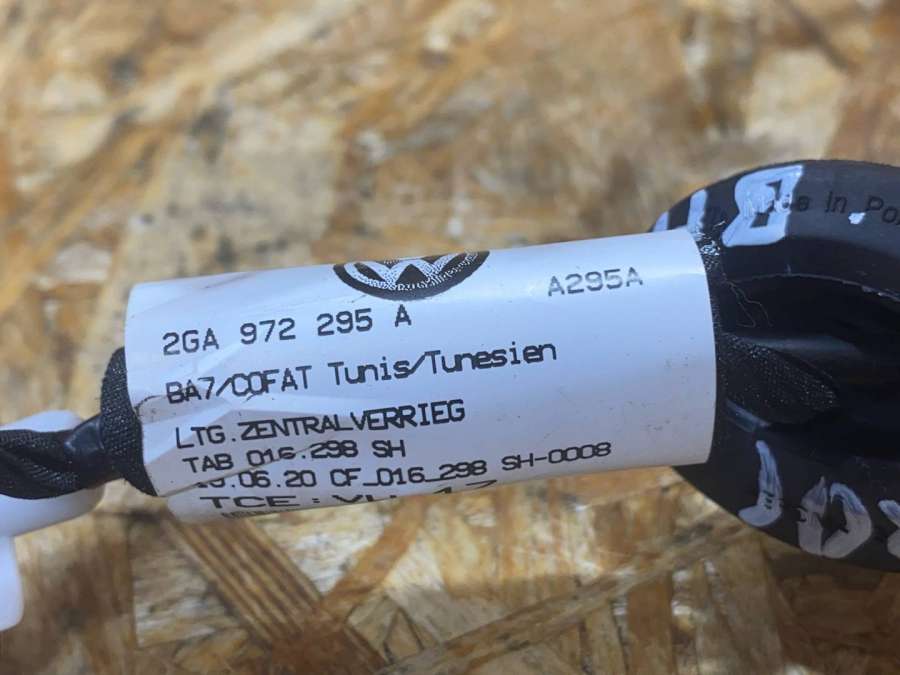 A295A
2GA 972 295 A
BA7/COFAT Tunis/Tunesien
LTG.ZENTRALVERRIEG
TAB 016.298 SH
.06.20 CF_016_298 SH-0008
TCE:
Made in